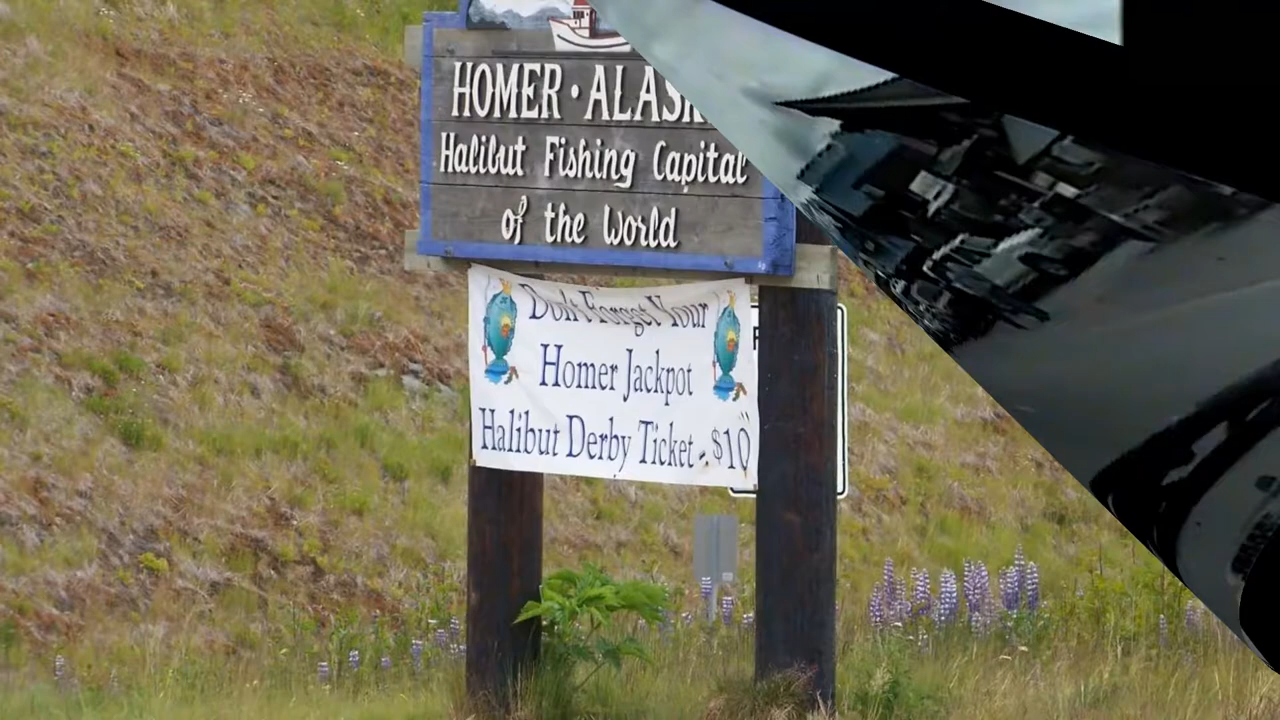 HOMER · ALASK
Halibut Fishing Capital
of the World
Don't Forget Your
Homer Jackpot
Halibut Derby Ticket - $10